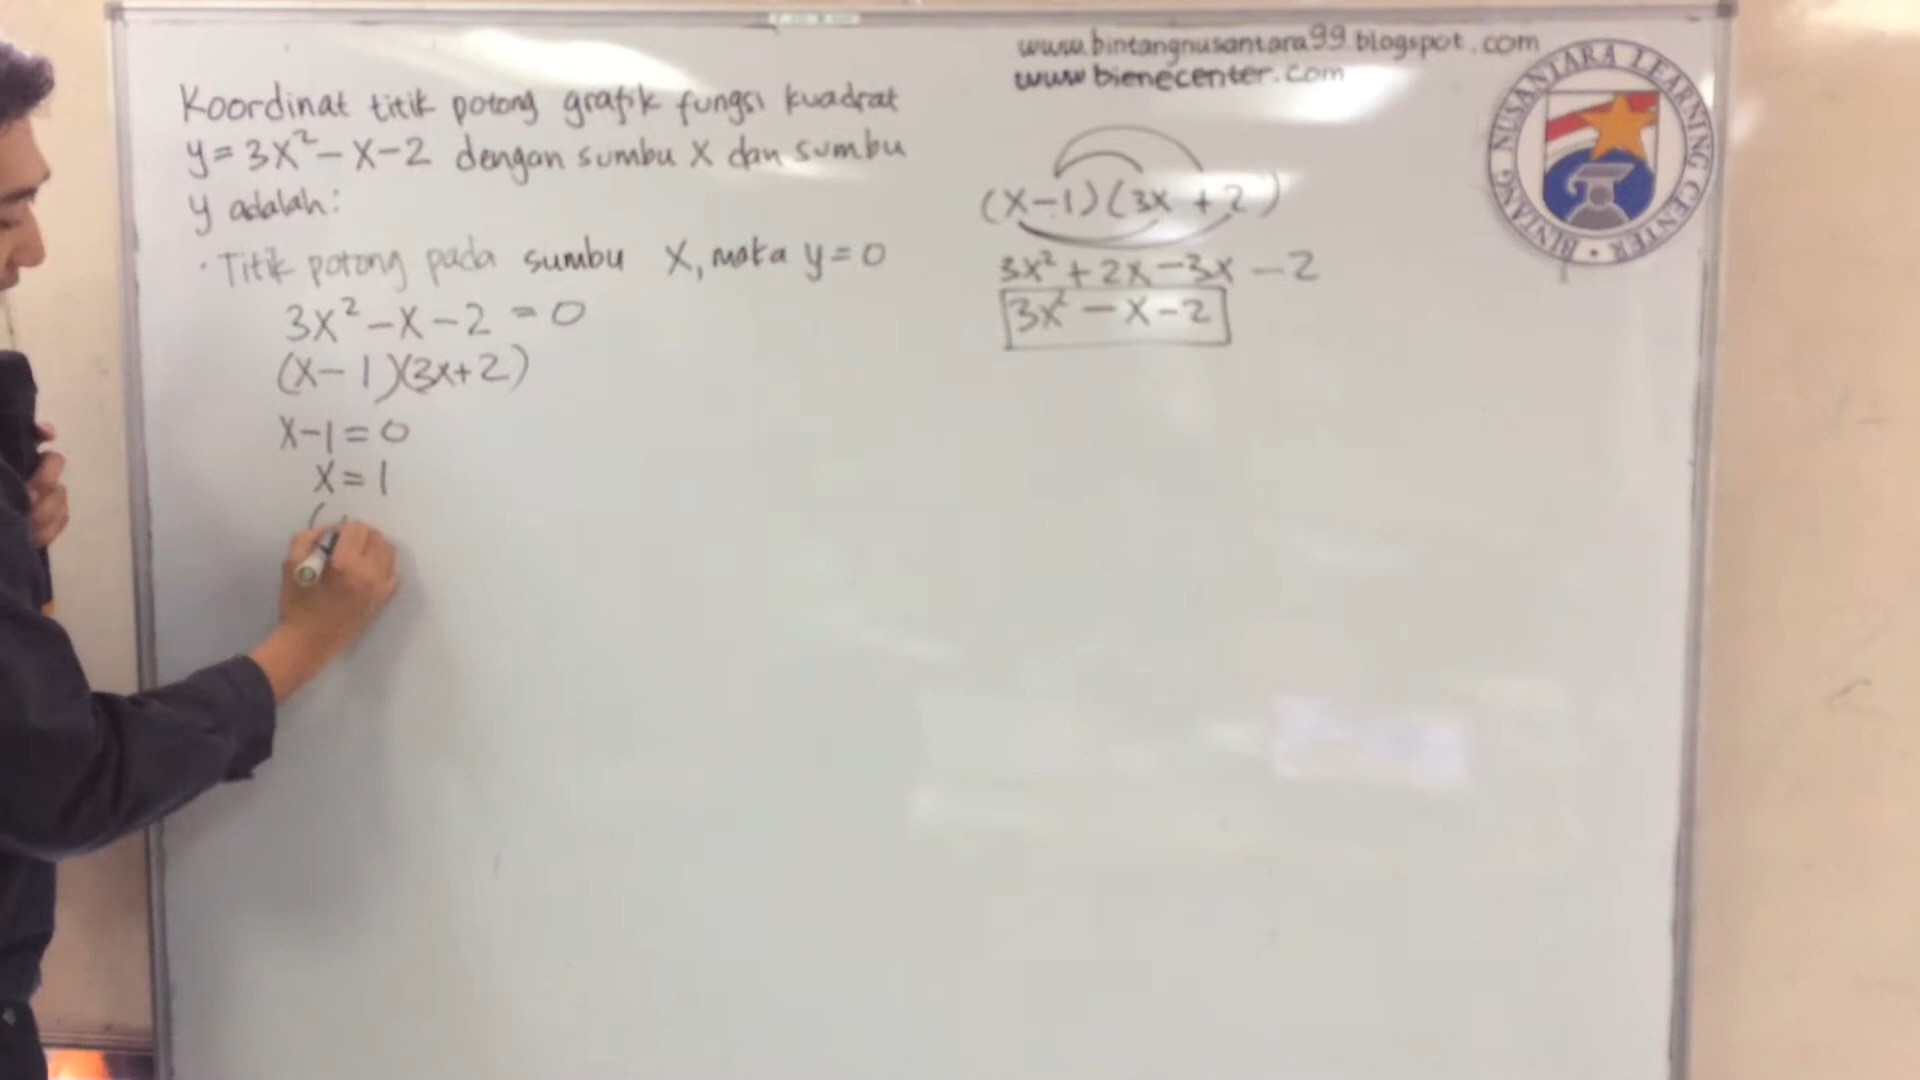 Koordinat titik potong grafik fungsi kuadrat
y = 3x² - x - 2 dengan sumbu x dan sumbu
y adalah:
· Titik potong pada sumbu x, maka y = 0
3x² - x - 2 = 0
(x - 1)(3x + 2)
x - 1 = 0
x = 1
(
www.bintangnusantara99.blogspot.com
www.bienecenter.com
(x - 1)(3x + 2)
3x² + 2x - 3x - 2
3x² - x - 2
BINTANG NUSANTARA LEARNING CENTER